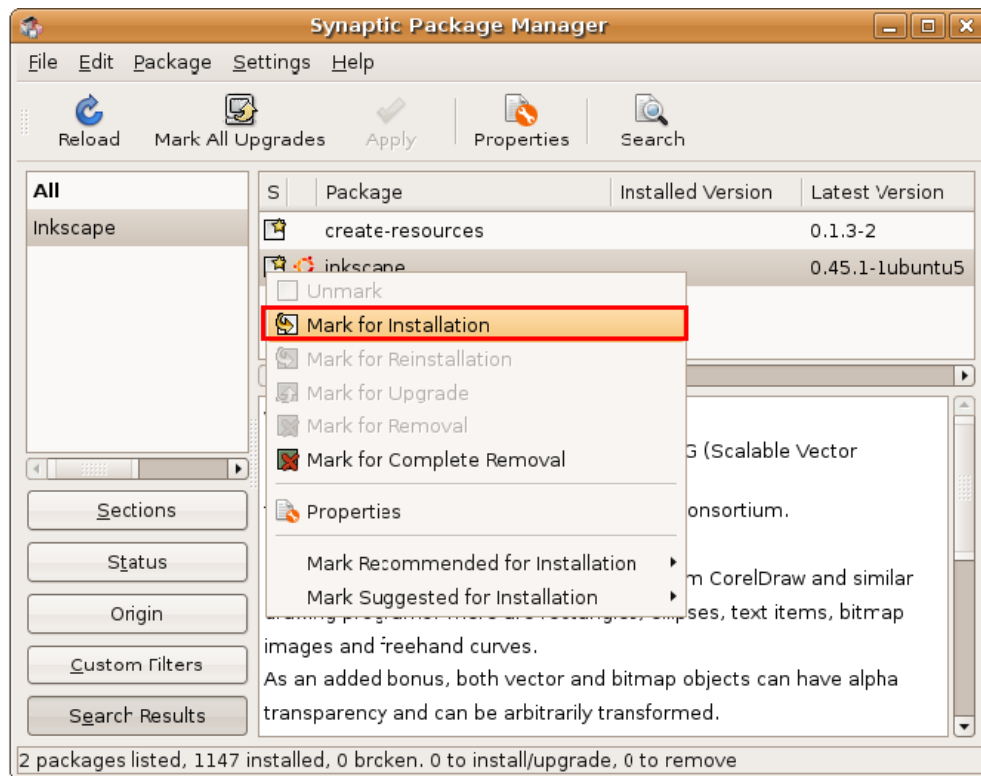 Synaptic Package Manager
File Edit Package Settings Help
Reload Mark All Upgrades Apply Properties Search
All
Inkscape
S Package Installed Version Latest Version
create-resources 0.1.3-2
inkscape 0.45.1-1ubuntu5
Unmark
Mark for Installation
Mark for Reinstallation
Mark for Upgrade
Mark for Removal
Mark for Complete Removal
Properties
Mark Recommended for Installation
Mark Suggested for Installation
(Scalable Vector
onsortium.
m CorelDraw and similar
text items, bitmap
images and freehand curves.
As an added bonus, both vector and bitmap objects can have alpha
transparency and can be arbitrarily transformed.
Sections
Status
Origin
Custom Filters
Search Results
2 packages listed, 1147 installed, 0 broken. 0 to install/upgrade, 0 to remove